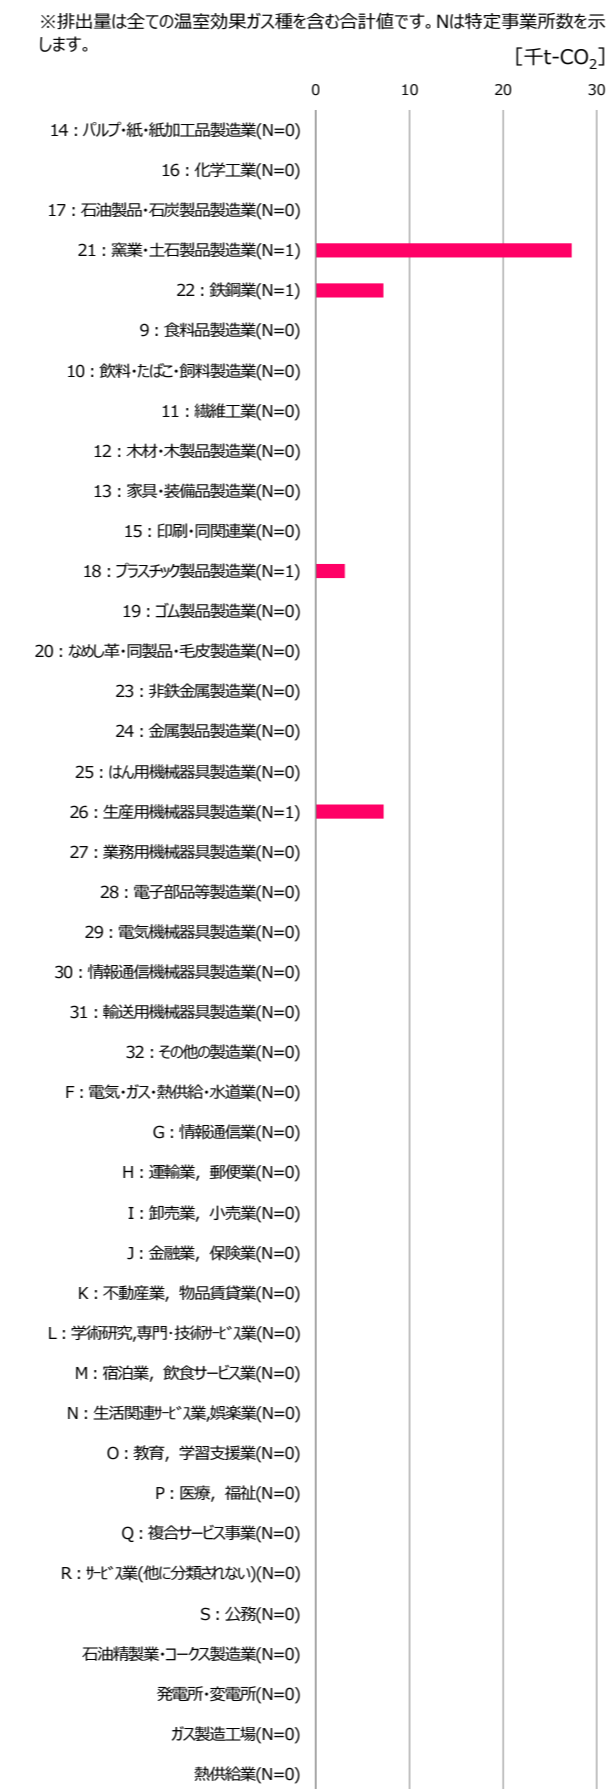 ※排出量は全ての温室効果ガス種を含む合計値です。Nは特定事業所数を示
します。
[千t-CO₂]
0 10 20 30
14：パルプ・紙・紙加工品製造業(N=0)
16：化学工業(N=0)
17：石油製品・石炭製品製造業(N=0)
21：窯業・土石製品製造業(N=1)
22：鉄鋼業(N=1)
9：食料品製造業(N=0)
10：飲料・たばこ・飼料製造業(N=0)
11：繊維工業(N=0)
12：木材・木製品製造業(N=0)
13：家具・装備品製造業(N=0)
15：印刷・同関連業(N=0)
18：プラスチック製品製造業(N=1)
19：ゴム製品製造業(N=0)
20：なめし革・同製品・毛皮製造業(N=0)
23：非鉄金属製造業(N=0)
24：金属製品製造業(N=0)
25：はん用機械器具製造業(N=0)
26：生産用機械器具製造業(N=1)
27：業務用機械器具製造業(N=0)
28：電子部品等製造業(N=0)
29：電気機械器具製造業(N=0)
30：情報通信機械器具製造業(N=0)
31：輸送用機械器具製造業(N=0)
32：その他の製造業(N=0)
F：電気・ガス・熱供給・水道業(N=0)
G：情報通信業(N=0)
H：運輸業，郵便業(N=0)
I：卸売業，小売業(N=0)
J：金融業，保険業(N=0)
K：不動産業，物品賃貸業(N=0)
L：学術研究,専門・技術ｻｰﾋﾞｽ業(N=0)
M：宿泊業，飲食サービス業(N=0)
N：生活関連ｻｰﾋﾞｽ業,娯楽業(N=0)
O：教育，学習支援業(N=0)
P：医療，福祉(N=0)
Q：複合サービス事業(N=0)
R：ｻｰﾋﾞｽ業(他に分類されない)(N=0)
S：公務(N=0)
石油精製業・コークス製造業(N=0)
発電所・変電所(N=0)
ガス製造工場(N=0)
熱供給業(N=0)